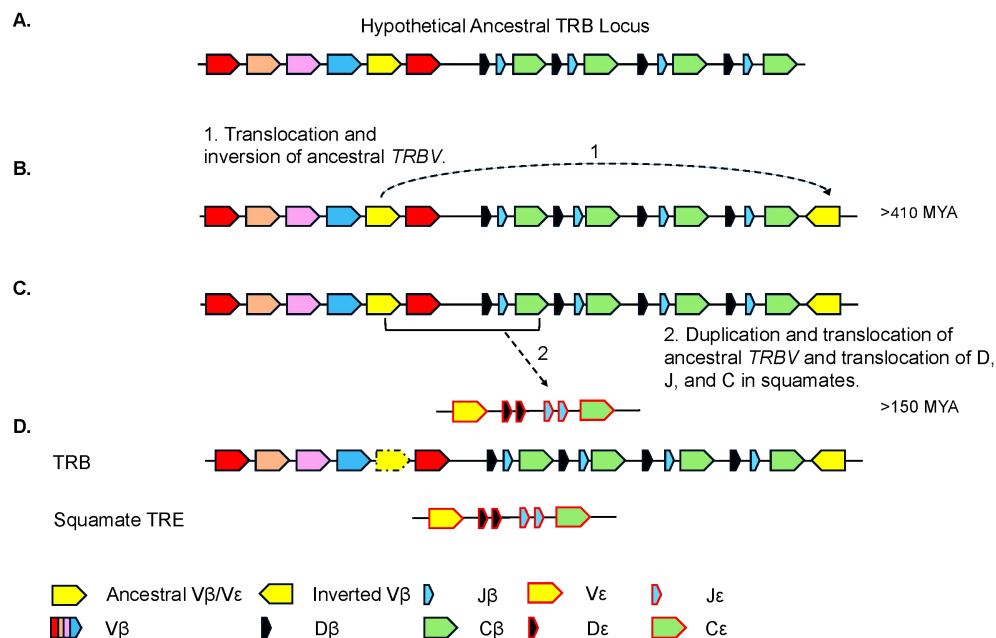 A.
Hypothetical Ancestral TRB Locus
1. Translocation and
inversion of ancestral TRBV.
1
B.
>410 MYA
C.
2
2. Duplication and translocation of
ancestral TRBV and translocation of D,
J, and C in squamates.
>150 MYA
D.
TRB
Squamate TRE
Ancestral Vβ/Vε
Inverted Vβ
Jβ
Vε
Jε
Vβ
Dβ
Cβ
Dε
Cε